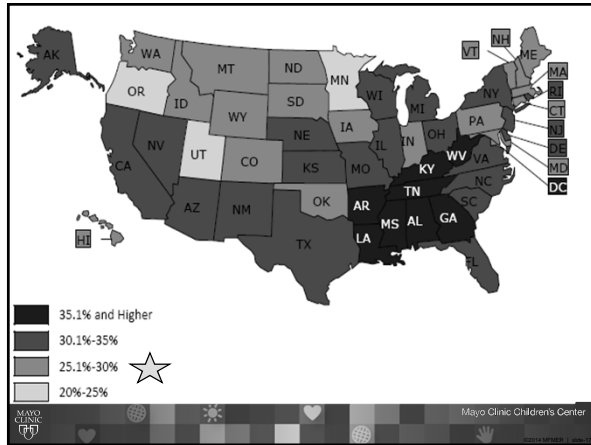 AK
WA
MT
ND
MN
VT
NH
ME
MA
RI
CT
NJ
DE
MD
DC
OR
ID
WY
SD
WI
MI
NY
PA
NE
IA
IL
IN
OH
WV
VA
NV
UT
CO
KS
MO
KY
NC
CA
AZ
NM
OK
AR
TN
SC
MS
AL
GA
LA
TX
FL
HI
35.1% and Higher
30.1%-35%
25.1%-30%
20%-25%
MAYO
CLINIC
Mayo Clinic Children's Center
©2014 MFMER |